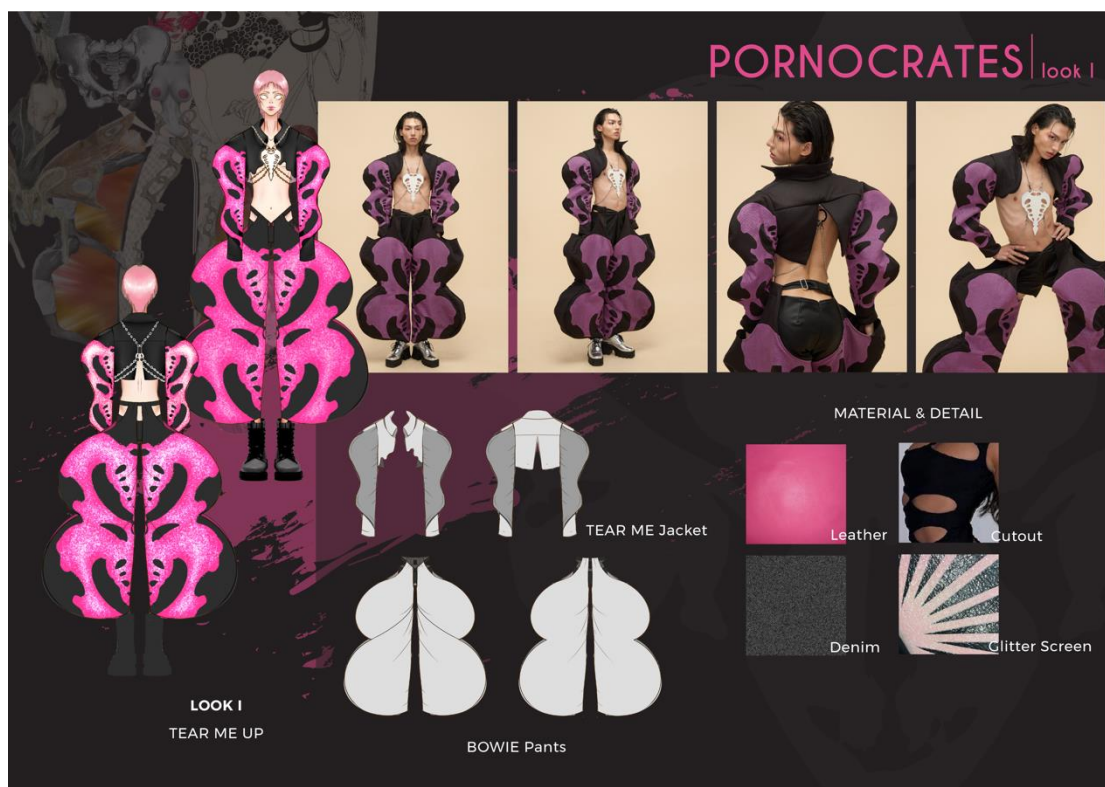 PORNOCRATES look I
MATERIAL & DETAIL
Leather
Cutout
Denim
Glitter Screen
TEAR ME Jacket
BOWIE Pants
LOOK I
TEAR ME UP